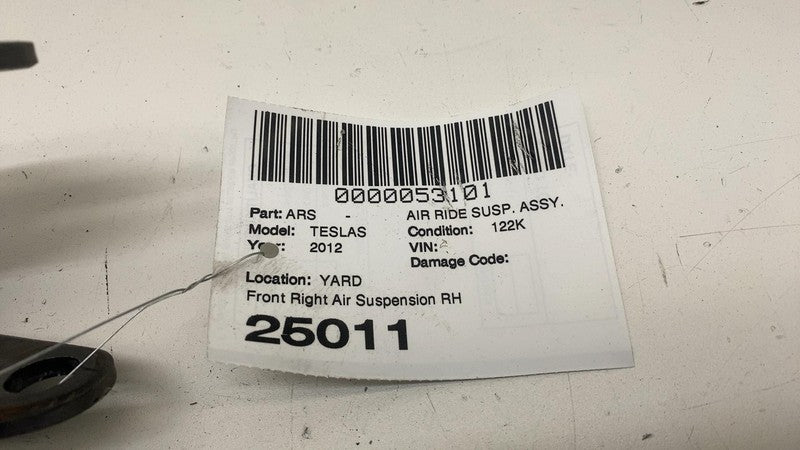 0000053101
Part: ARS - AIR RIDE SUSP. ASSY.
Model: TESLAS Condition: 122K
Year: 2012 VIN:
Damage Code:
Location: YARD
Front Right Air Suspension RH
25011